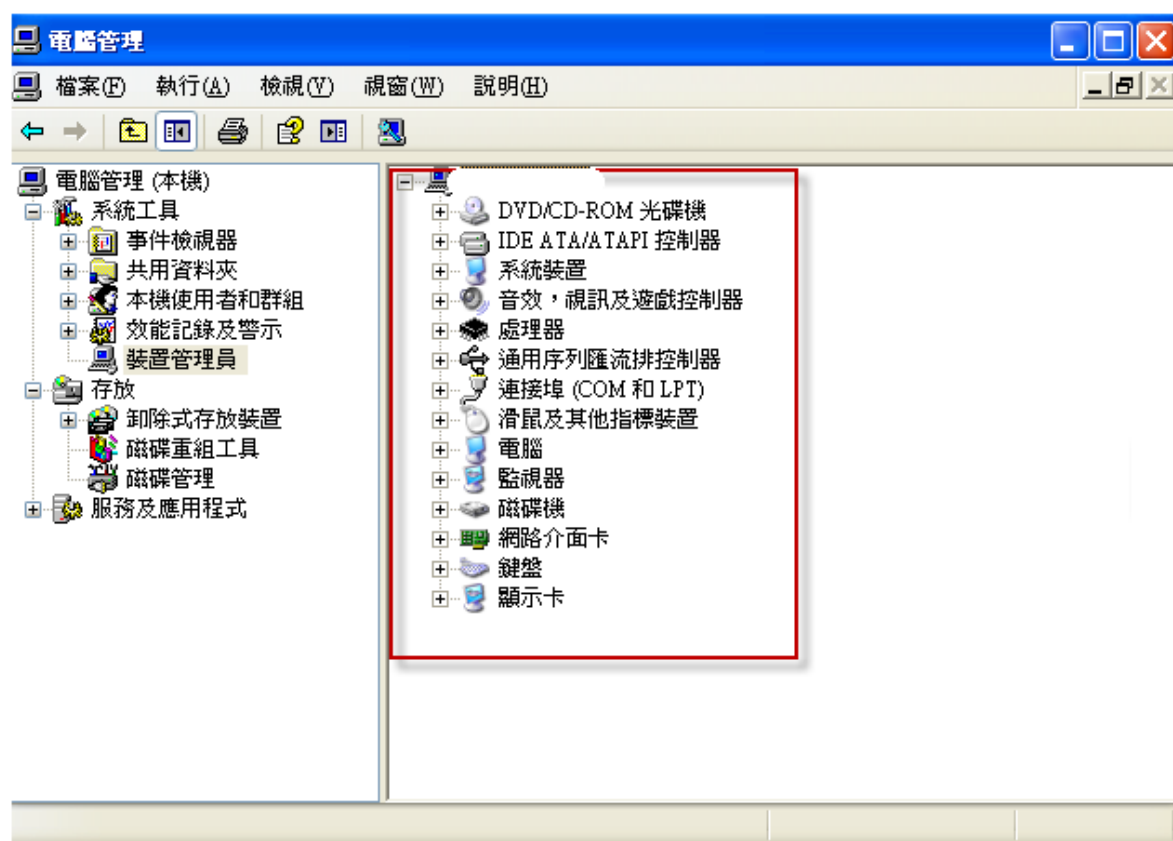 電腦管理
檔案(F) 執行(A) 檢視(V) 視窗(W) 說明(H)
電腦管理 (本機)
系統工具
事件檢視器
共用資料夾
本機使用者和群組
效能記錄及警示
裝置管理員
存放
卸除式存放裝置
磁碟重組工具
磁碟管理
服務及應用程式
DVD/CD-ROM 光碟機
IDE ATA/ATAPI 控制器
系統裝置
音效，視訊及遊戲控制器
處理器
通用序列匯流排控制器
連接埠 (COM 和 LPT)
滑鼠及其他指標裝置
電腦
監視器
磁碟機
網路介面卡
鍵盤
顯示卡